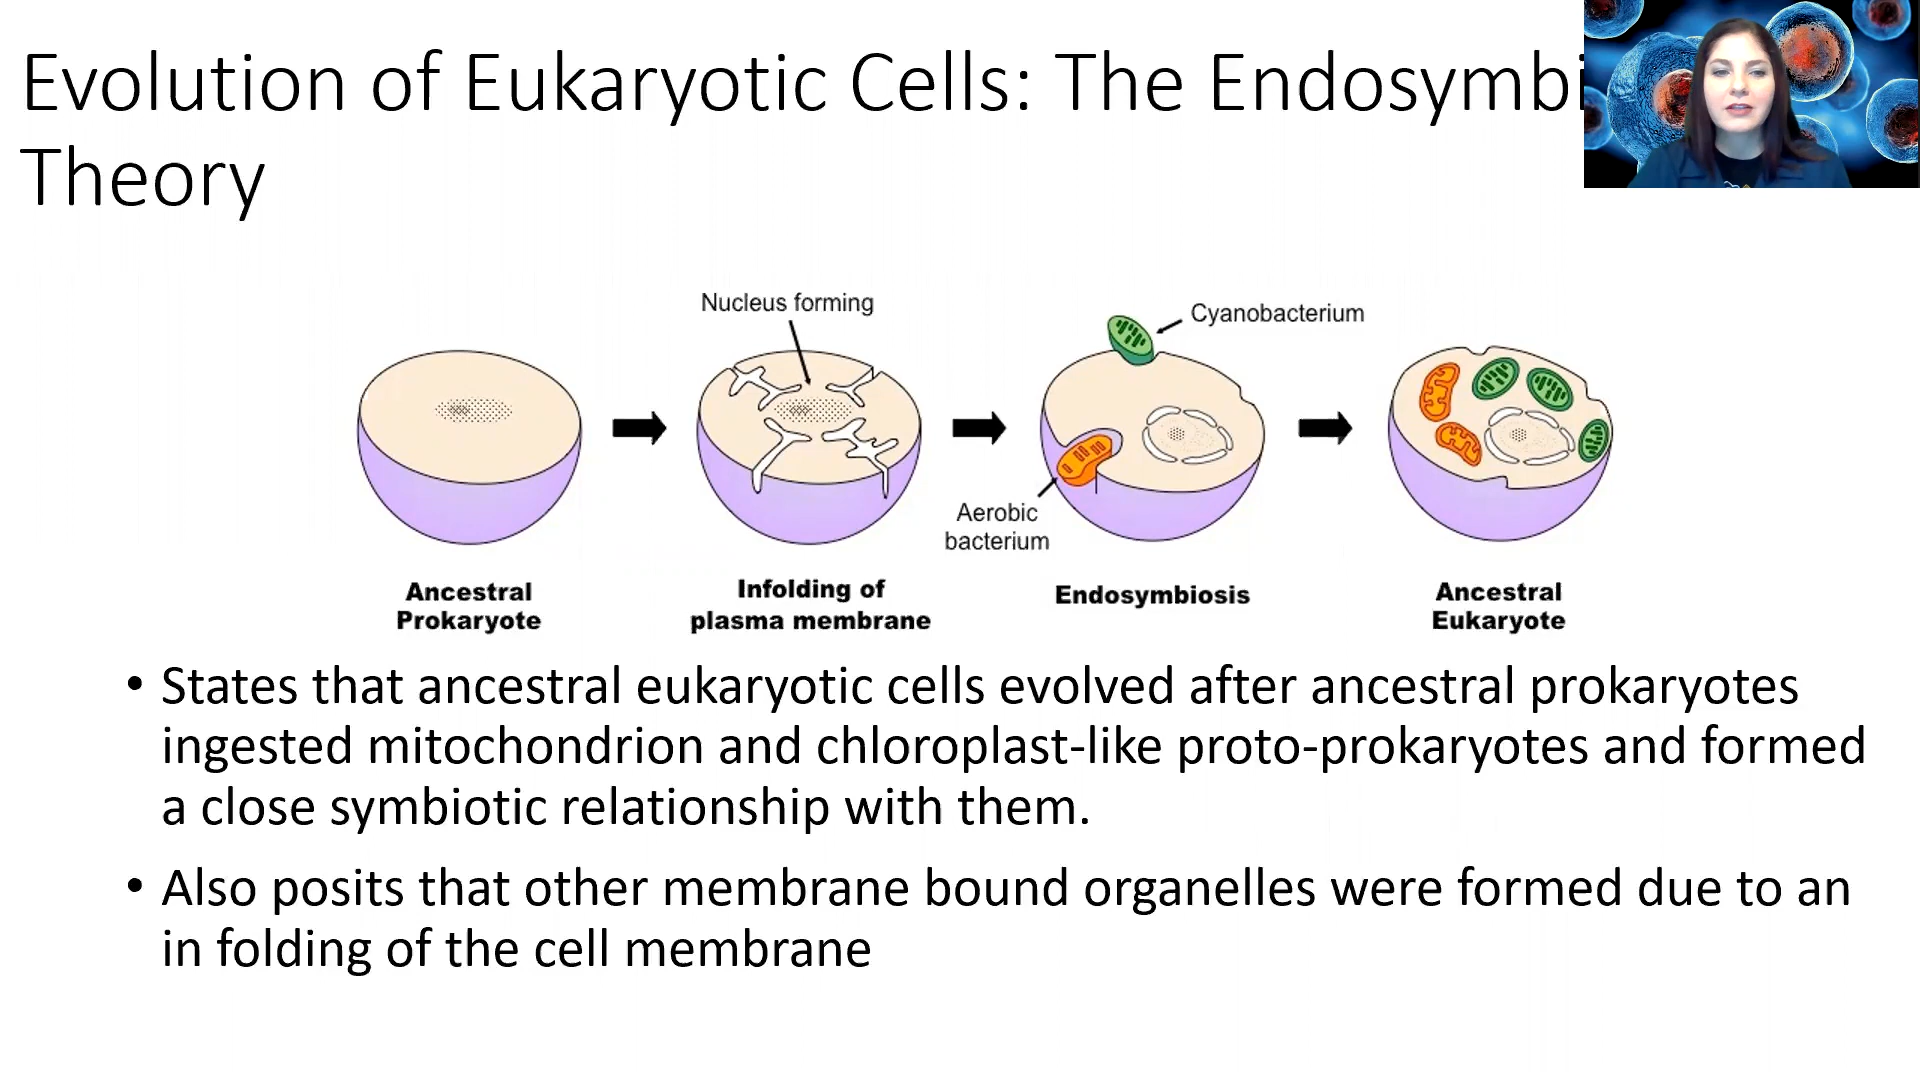 Evolution of Eukaryotic Cells: The Endosymbi
Theory
Nucleus forming
Cyanobacterium
Aerobic
bacterium
Ancestral
Prokaryote
Infolding of
plasma membrane
Endosymbiosis
Ancestral
Eukaryote
• States that ancestral eukaryotic cells evolved after ancestral prokaryotes
ingested mitochondrion and chloroplast-like proto-prokaryotes and formed
a close symbiotic relationship with them.
• Also posits that other membrane bound organelles were formed due to an
in folding of the cell membrane